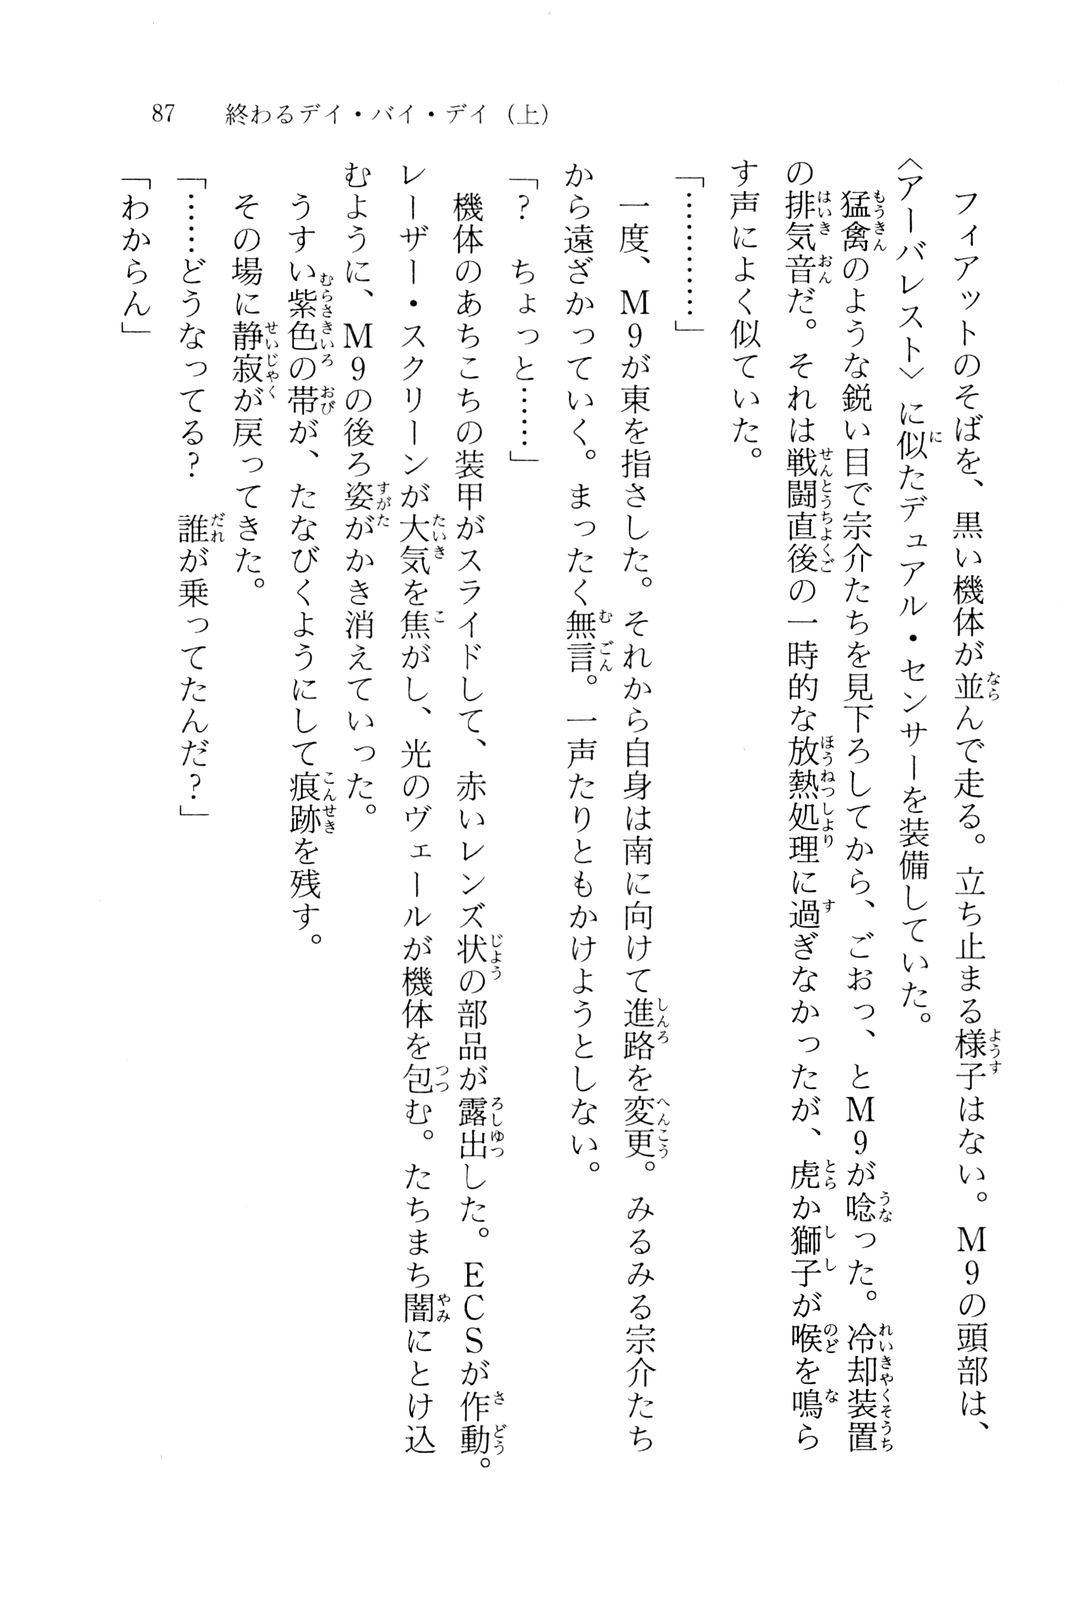 87　終わるデイ・バイ・デイ（上）
　フィアットのそばを、黒い機体が並んで走る。立ち止まる様子はない。Ｍ９の頭部は、
〈アーバレスト〉に似たデュアル・センサーを装備していた。
　猛禽のような鋭い目で宗介たちを見下ろしてから、ごおっ、とＭ９が唸った。冷却装置
の排気音だ。それは戦闘直後の一時的な放熱処理に過ぎなかったが、虎か獅子が喉を鳴ら
す声によく似ていた。
「…………」
　一度、Ｍ９が東を指さした。それから自身は南に向けて進路を変更。みるみる宗介たち
から遠ざかっていく。まったく無言。一声たりともかけようとしない。
「？　ちょっと……」
　機体のあちこちの装甲がスライドして、赤いレンズ状の部品が露出した。ＥＣＳが作動。
レーザー・スクリーンが大気を焦がし、光のヴェールが機体を包む。たちまち闇にとけ込
むように、Ｍ９の後ろ姿がかき消えていった。
　うすい紫色の帯が、たなびくようにして痕跡を残す。
　その場に静寂が戻ってきた。
「……どうなってる？　誰が乗ってたんだ？」
「わからん」